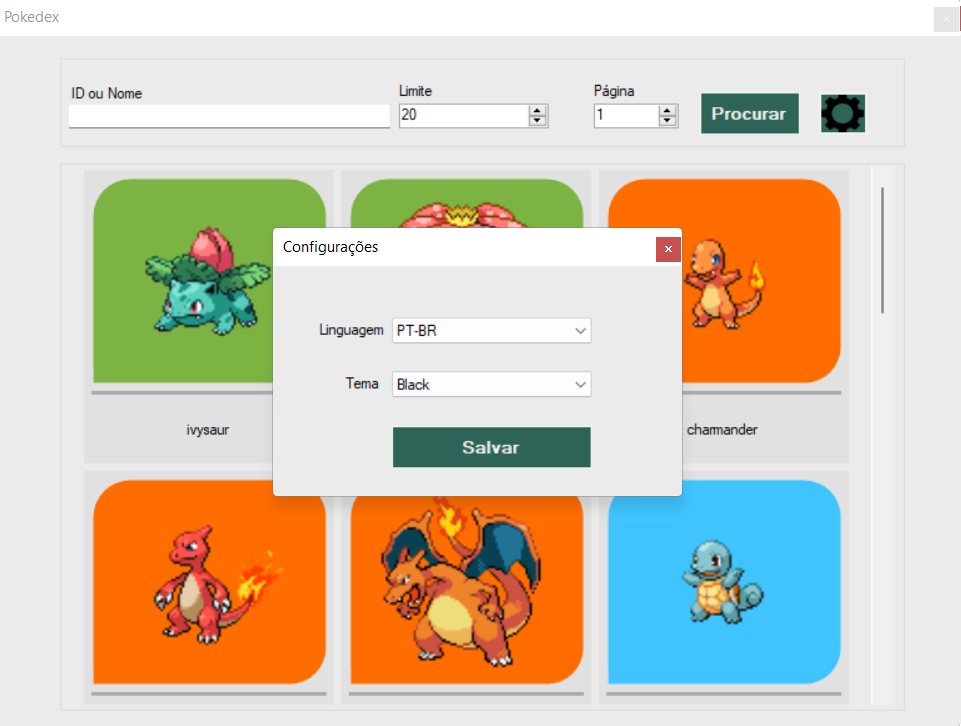 Pokedex
ID ou Nome
Limite
Página
20
1
Procurar
Configurações
Linguagem
PT-BR
Tema
Black
Salvar
ivysaur
charmander